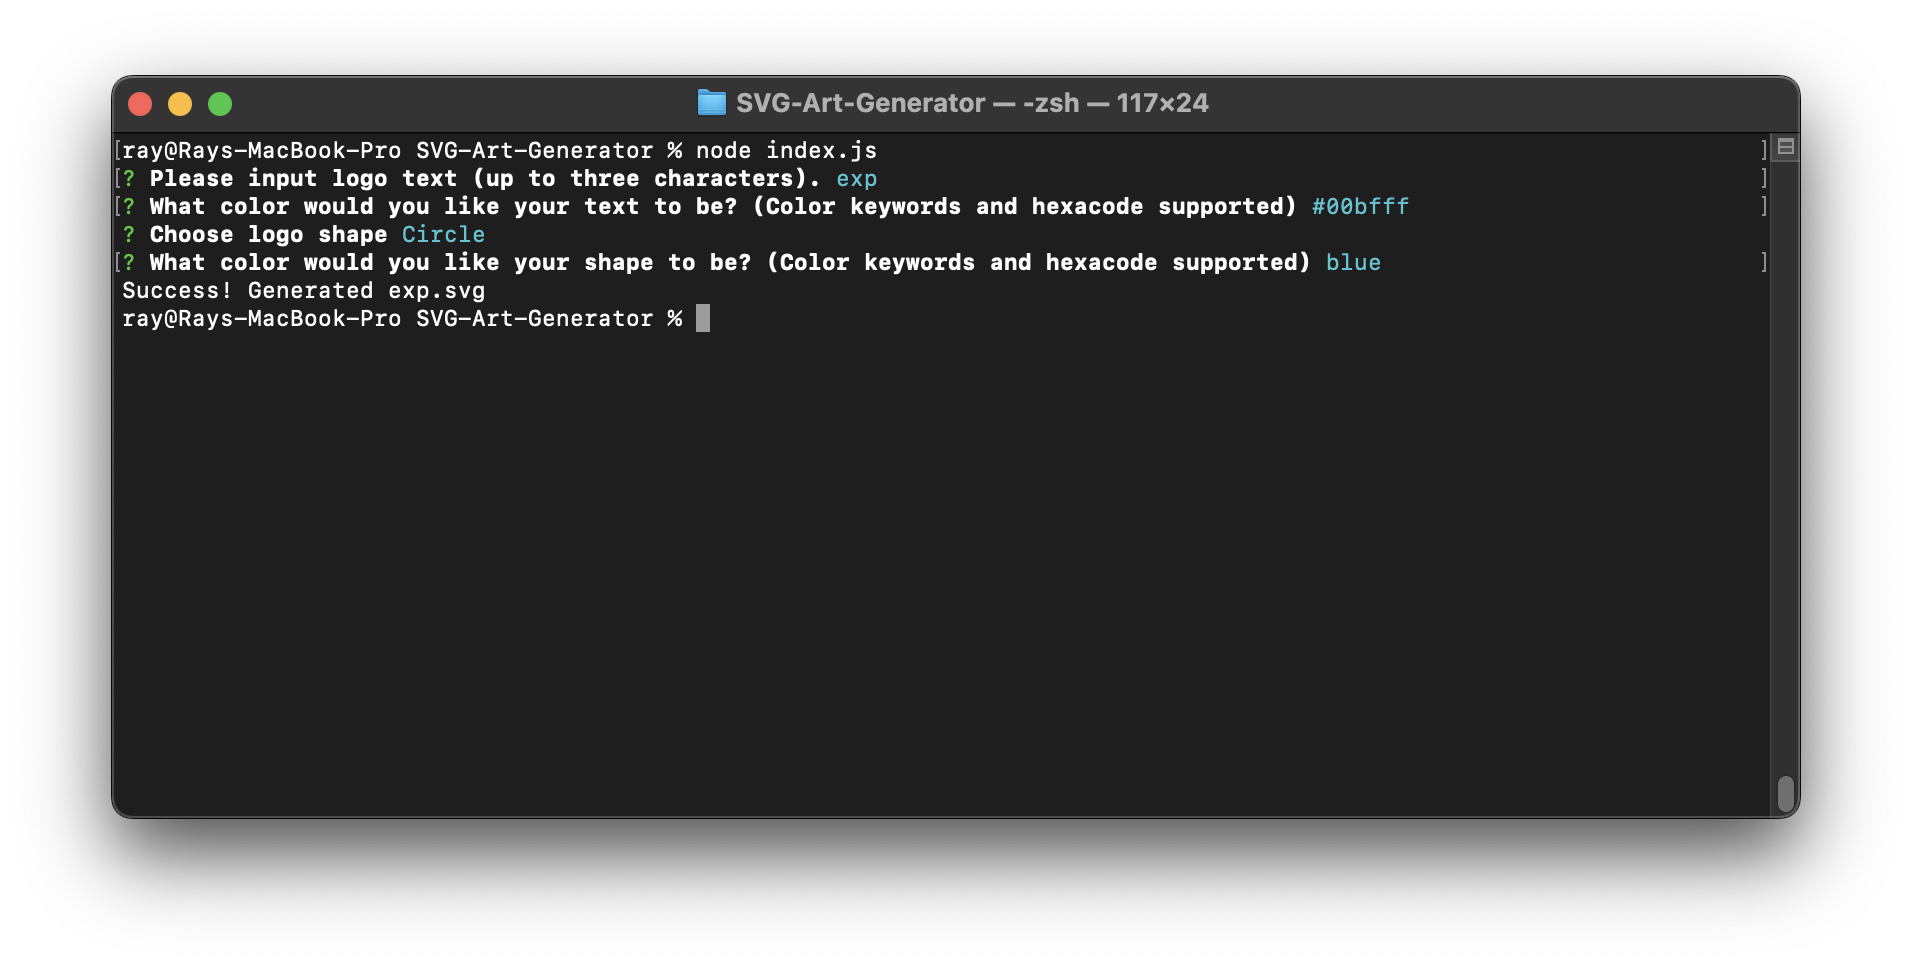 SVG-Art-Generator — -zsh — 117×24
[ray@Rays-MacBook-Pro SVG-Art-Generator % node index.js ]
[? Please input logo text (up to three characters). exp ]
[? What color would you like your text to be? (Color keywords and hexacode supported) #00bfff ]
? Choose logo shape Circle
[? What color would you like your shape to be? (Color keywords and hexacode supported) blue ]
Success! Generated exp.svg
ray@Rays-MacBook-Pro SVG-Art-Generator %